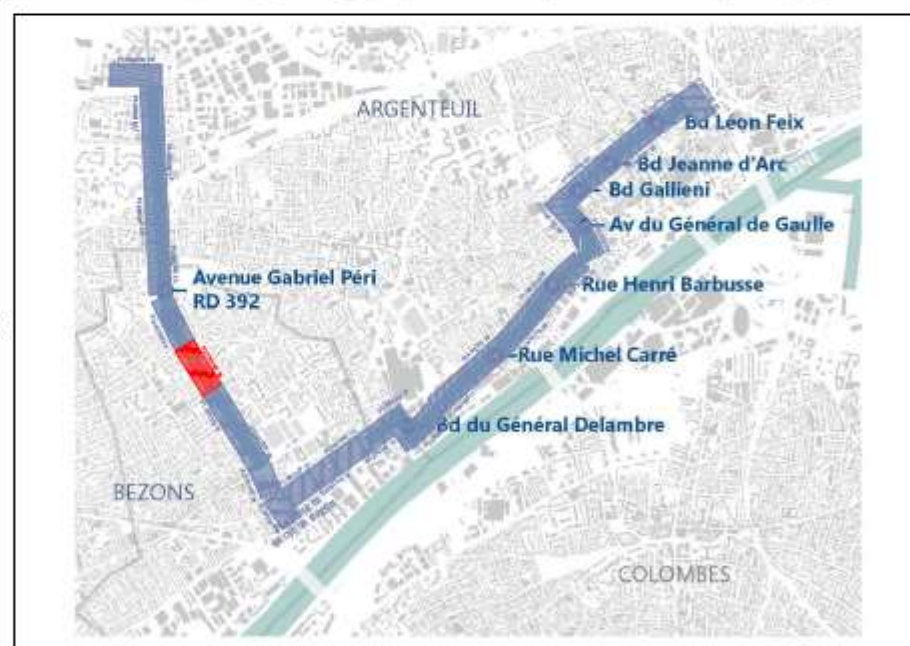 ARGENTEUIL
Bd Léon Feix
Bd Jeanne d'Arc
Bd Gallieni
Av du Général de Gaulle
Avenue Gabriel Péri
RD 392
Rue Henri Barbusse
Rue Michel Carré
Bd du Général Delambre
BEZONS
COLOMBES